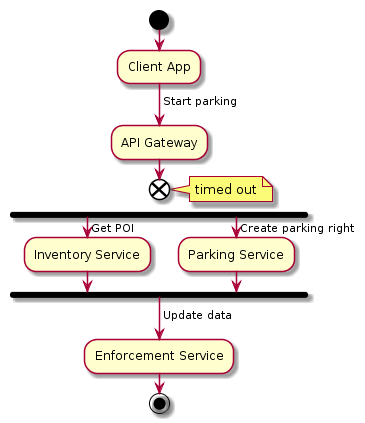 Client App
Start parking
API Gateway
timed out
Get POI
Create parking right
Inventory Service
Parking Service
Update data
Enforcement Service